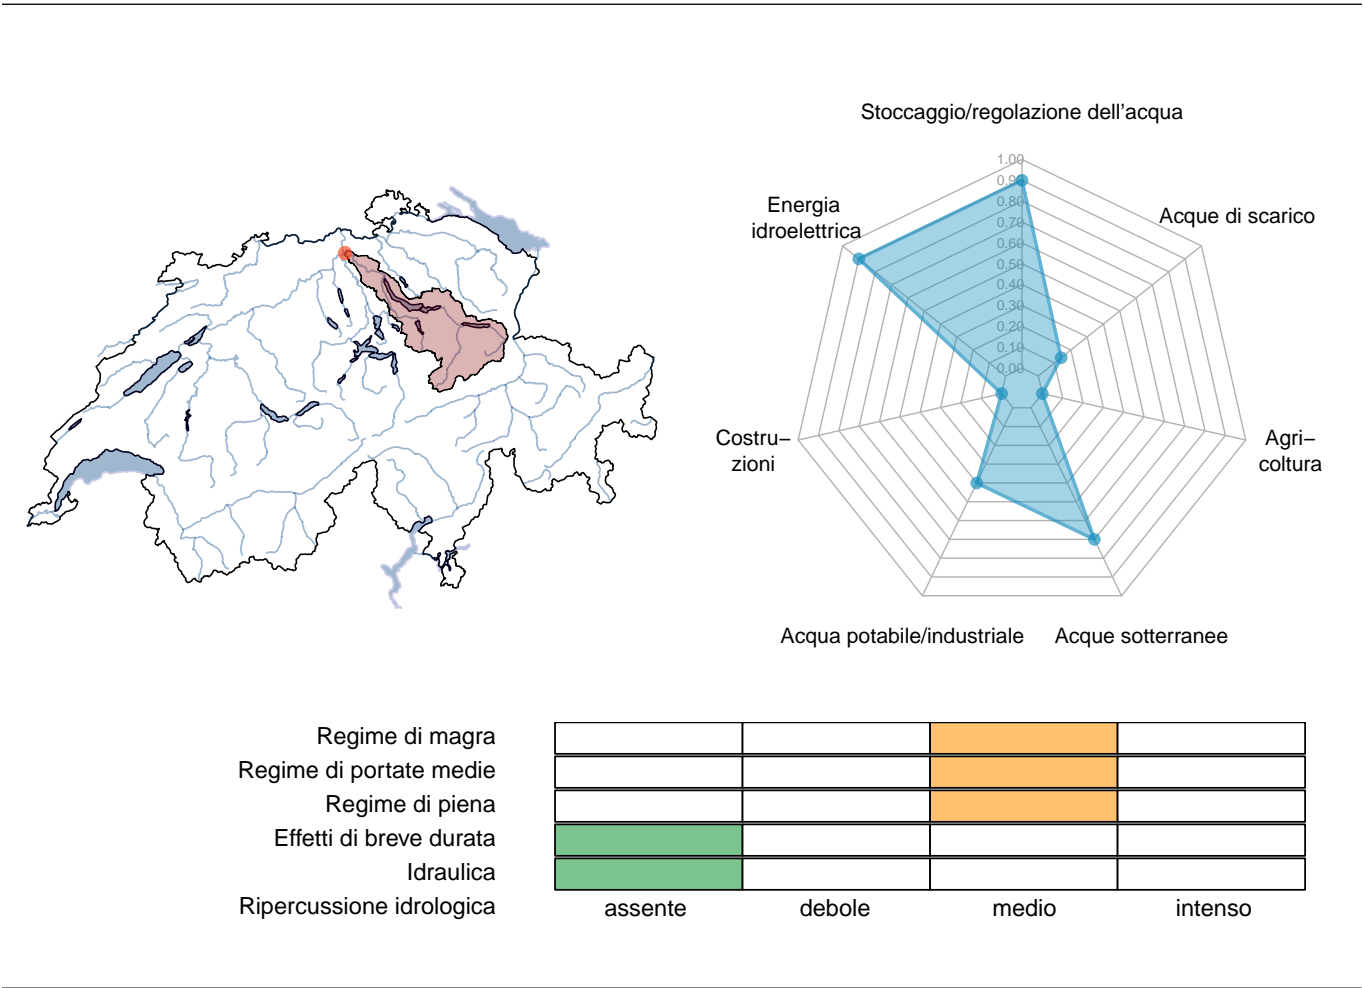 Stoccaggio/regolazione dell'acqua
1.00
0.90
0.80
0.70
0.60
0.50
0.40
0.30
0.20
0.10
0.00
Energia
idroelettrica
Acque di scarico
Costru–
zioni
Agri–
coltura
Acqua potabile/industriale
Acque sotterranee
Regime di magra
Regime di portate medie
Regime di piena
Effetti di breve durata
Idraulica
Ripercussione idrologica assente debole medio intenso